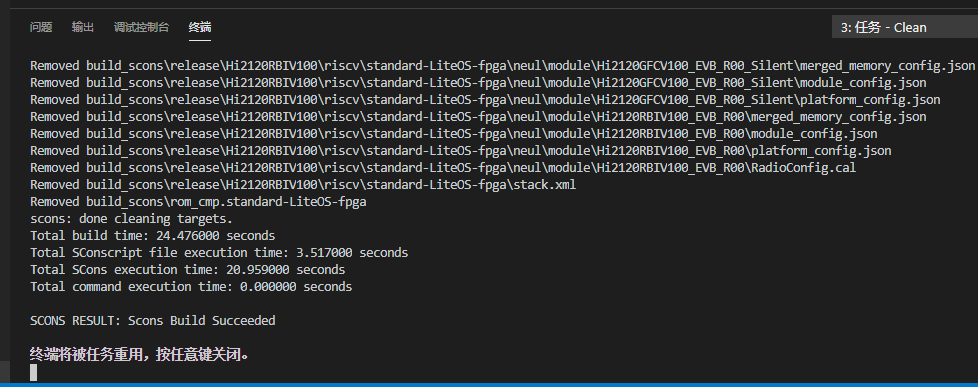 问题 输出 调试控制台 终端 3: 任务 - Clean
Removed build_scons\release\Hi2120RBIV100\riscv\standard-LiteOS-fpga\neul\module\Hi2120GFCV100_EVB_R00_Silent\merged_memory_config.json
Removed build_scons\release\Hi2120RBIV100\riscv\standard-LiteOS-fpga\neul\module\Hi2120GFCV100_EVB_R00_Silent\module_config.json
Removed build_scons\release\Hi2120RBIV100\riscv\standard-LiteOS-fpga\neul\module\Hi2120GFCV100_EVB_R00_Silent\platform_config.json
Removed build_scons\release\Hi2120RBIV100\riscv\standard-LiteOS-fpga\neul\module\Hi2120RBIV100_EVB_R00\merged_memory_config.json
Removed build_scons\release\Hi2120RBIV100\riscv\standard-LiteOS-fpga\neul\module\Hi2120RBIV100_EVB_R00\module_config.json
Removed build_scons\release\Hi2120RBIV100\riscv\standard-LiteOS-fpga\neul\module\Hi2120RBIV100_EVB_R00\platform_config.json
Removed build_scons\release\Hi2120RBIV100\riscv\standard-LiteOS-fpga\neul\module\Hi2120RBIV100_EVB_R00\RadioConfig.cal
Removed build_scons\release\Hi2120RBIV100\riscv\standard-LiteOS-fpga\stack.xml
Removed build_scons\rom_cmp.standard-LiteOS-fpga
scons: done cleaning targets.
Total build time: 24.476000 seconds
Total SConscript file execution time: 3.517000 seconds
Total SCons execution time: 20.959000 seconds
Total command execution time: 0.000000 seconds
SCONS RESULT: Scons Build Succeeded
终端将被任务重用，按任意键关闭。